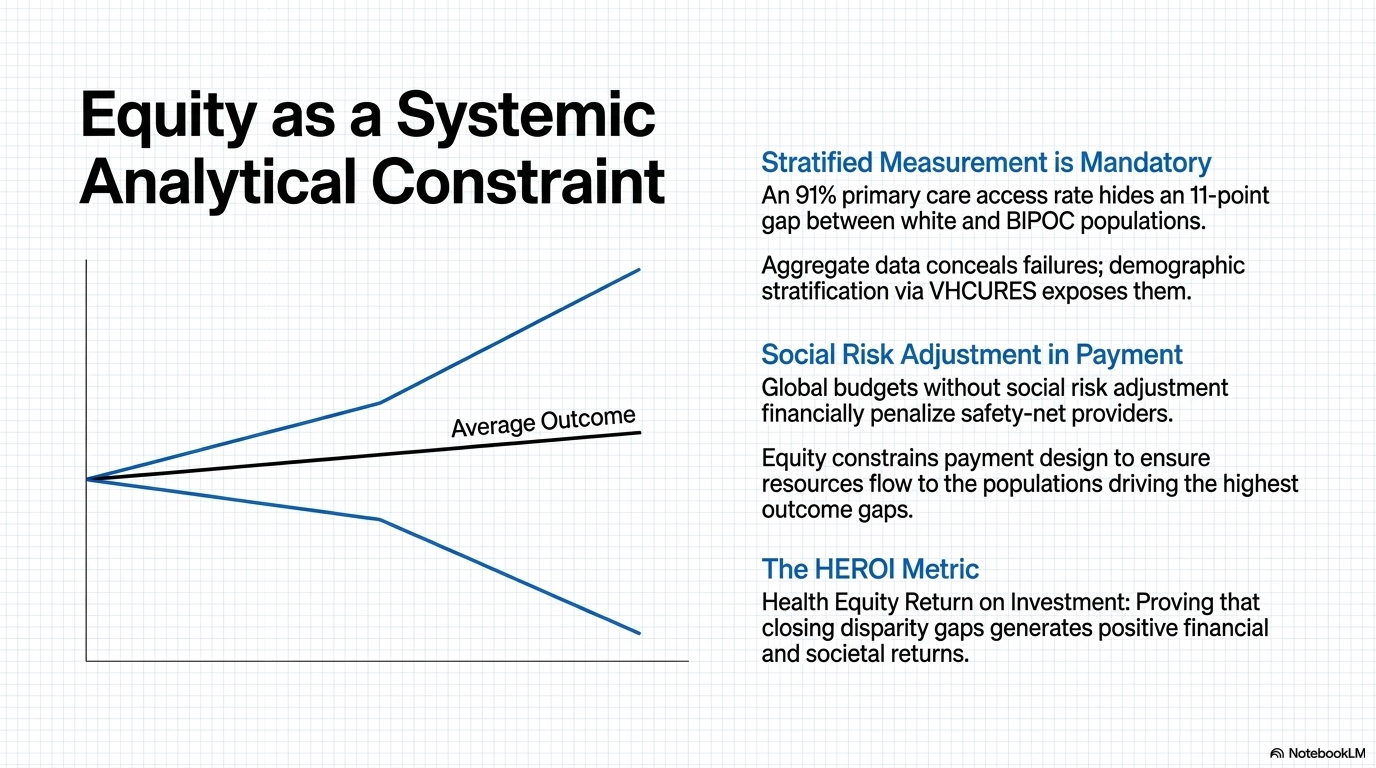 Equity as a Systemic
Analytical Constraint
Average Outcome
Stratified Measurement is Mandatory
An 91% primary care access rate hides an 11-point
gap between white and BIPOC populations.
Aggregate data conceals failures; demographic
stratification via VHCURES exposes them.
Social Risk Adjustment in Payment
Global budgets without social risk adjustment
financially penalize safety-net providers.
Equity constrains payment design to ensure
resources flow to the populations driving the highest
outcome gaps.
The HEROI Metric
Health Equity Return on Investment: Proving that
closing disparity gaps generates positive financial
and societal returns.
NotebookLM